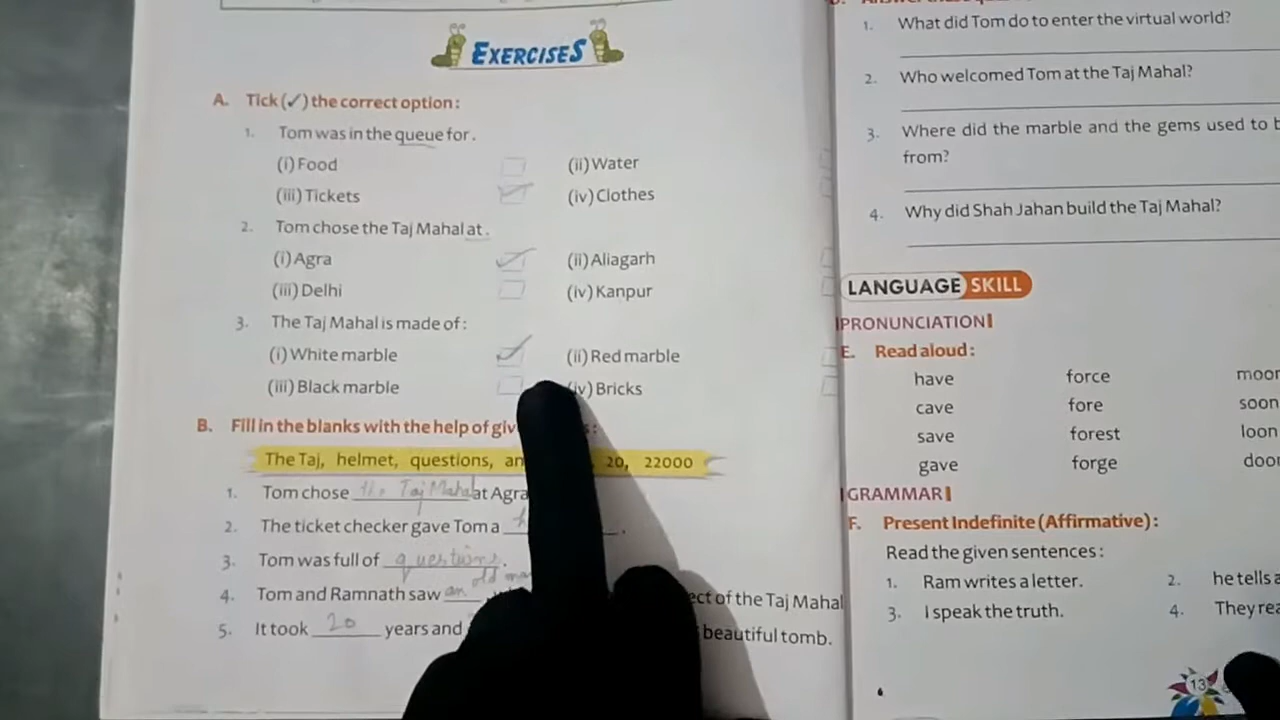 EXERCISES
A. Tick (✓) the correct option:
1. Tom was in the queue for.
(i) Food (ii) Water
(iii) Tickets ✓ (iv) Clothes
2. Tom chose the Taj Mahal at.
(i) Agra ✓ (ii) Aliagarh
(iii) Delhi (iv) Kanpur
3. The Taj Mahal is made of:
(i) White marble ✓ (ii) Red marble
(iii) Black marble (iv) Bricks
B. Fill in the blanks with the help of
The Taj, helmet, questions, 20, 22000
1. Tom chose the Taj Mahal at Agra
2. The ticket checker gave Tom a
3. Tom was full of questions.
4. Tom and Ramnath saw an old of the Taj Mahal
5. It took 20 years and beautiful tomb.
1. What did Tom do to enter the virtual world?
2. Who welcomed Tom at the Taj Mahal?
3. Where did the marble and the gems used to
from?
4. Why did Shah Jahan build the Taj Mahal?
LANGUAGE SKILL
PRONUNCIATION
E. Read aloud:
have force
cave fore soon
save forest loon
gave forge
GRAMMAR
F. Present Indefinite (Affirmative):
Read the given sentences:
1. Ram writes a letter. 2. he tells
3. I speak the truth. 4. They
13